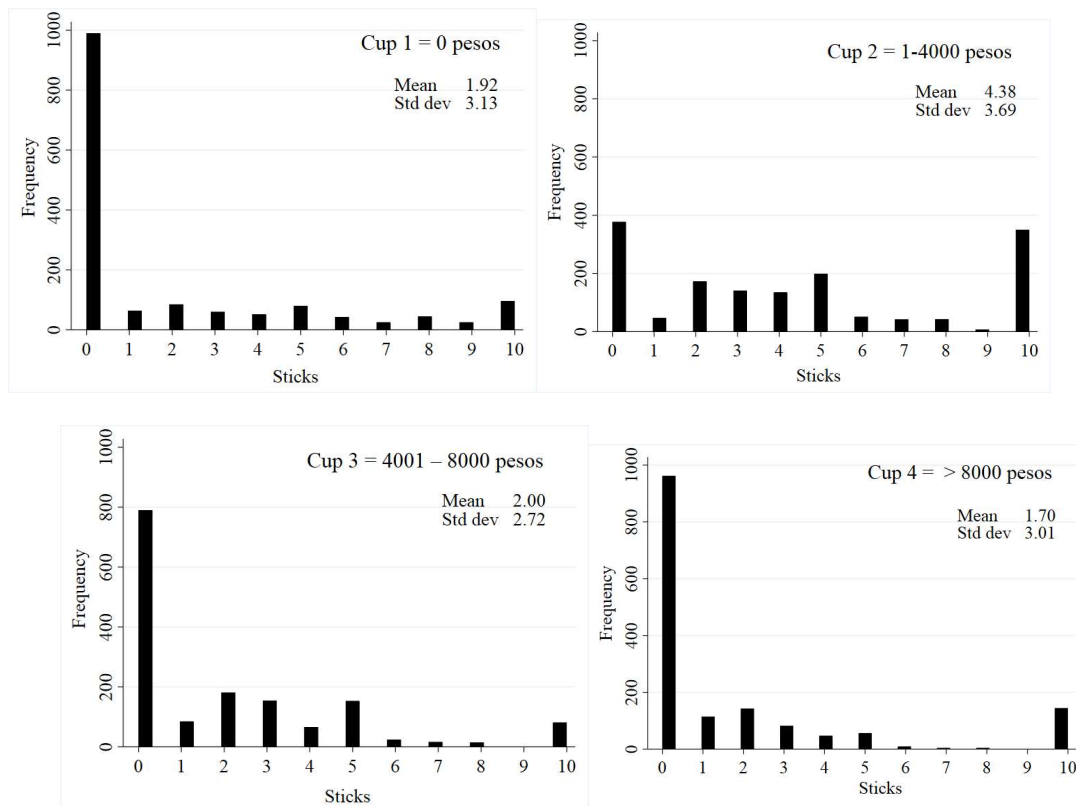 Cup 1 = 0 pesos
Mean 1.92
Std dev 3.13
Frequency
1000
800
600
400
200
0
0 1 2 3 4 5 6 7 8 9 10
Sticks
Cup 2 = 1-4000 pesos
Mean 4.38
Std dev 3.69
Frequency
1000
800
600
400
200
0
0 1 2 3 4 5 6 7 8 9 10
Sticks
Cup 3 = 4001 – 8000 pesos
Mean 2.00
Std dev 2.72
Frequency
1000
800
600
400
200
0
0 1 2 3 4 5 6 7 8 9 10
Sticks
Cup 4 = > 8000 pesos
Mean 1.70
Std dev 3.01
Frequency
1000
800
600
400
200
0
0 1 2 3 4 5 6 7 8 9 10
Sticks